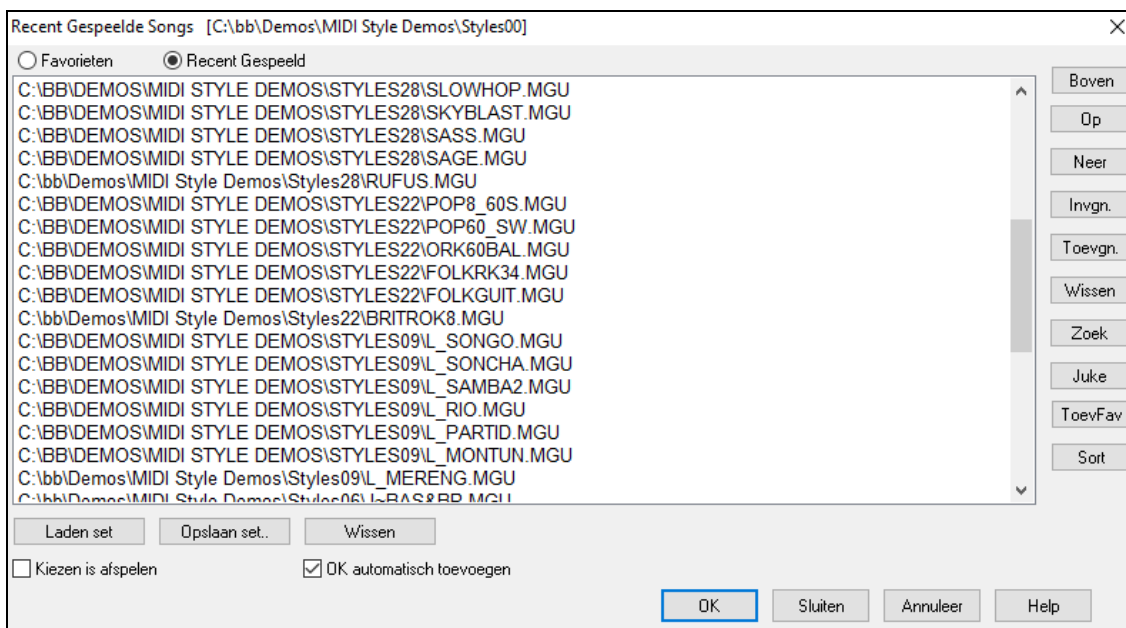 Recent Gespeelde Songs [C:\bb\Demos\MIDI Style Demos\Styles00]
Favorieten Recent Gespeeld
C:\BB\DEMOS\MIDI STYLE DEMOS\STYLES28\SLOWHOP.MGU
C:\BB\DEMOS\MIDI STYLE DEMOS\STYLES28\SKYBLAST.MGU
C:\BB\DEMOS\MIDI STYLE DEMOS\STYLES28\SASS.MGU
C:\BB\DEMOS\MIDI STYLE DEMOS\STYLES28\SAGE.MGU
C:\bb\Demos\MIDI Style Demos\Styles28\RUFUS.MGU
C:\BB\DEMOS\MIDI STYLE DEMOS\STYLES22\POP8_60S.MGU
C:\BB\DEMOS\MIDI STYLE DEMOS\STYLES22\POP60_SW.MGU
C:\BB\DEMOS\MIDI STYLE DEMOS\STYLES22\ORK60BAL.MGU
C:\BB\DEMOS\MIDI STYLE DEMOS\STYLES22\FOLKRK34.MGU
C:\BB\DEMOS\MIDI STYLE DEMOS\STYLES22\FOLKGUIT.MGU
C:\bb\Demos\MIDI Style Demos\Styles22\BRITROK8.MGU
C:\BB\DEMOS\MIDI STYLE DEMOS\STYLES09\L_SONGO.MGU
C:\BB\DEMOS\MIDI STYLE DEMOS\STYLES09\L_SONCHA.MGU
C:\BB\DEMOS\MIDI STYLE DEMOS\STYLES09\L_SAMBA2.MGU
C:\BB\DEMOS\MIDI STYLE DEMOS\STYLES09\L_RIO.MGU
C:\BB\DEMOS\MIDI STYLE DEMOS\STYLES09\L_PARTID.MGU
C:\BB\DEMOS\MIDI STYLE DEMOS\STYLES09\L_MONTUN.MGU
C:\bb\Demos\MIDI Style Demos\Styles09\L_MERENG.MGU
Boven
Op
Neer
Invgn.
Toevgn.
Wissen
Zoek
Juke
ToevFav
Sort
Laden set Opslaan set.. Wissen
Kiezen is afspelen OK automatisch toevoegen
OK Sluiten Annuleer Help